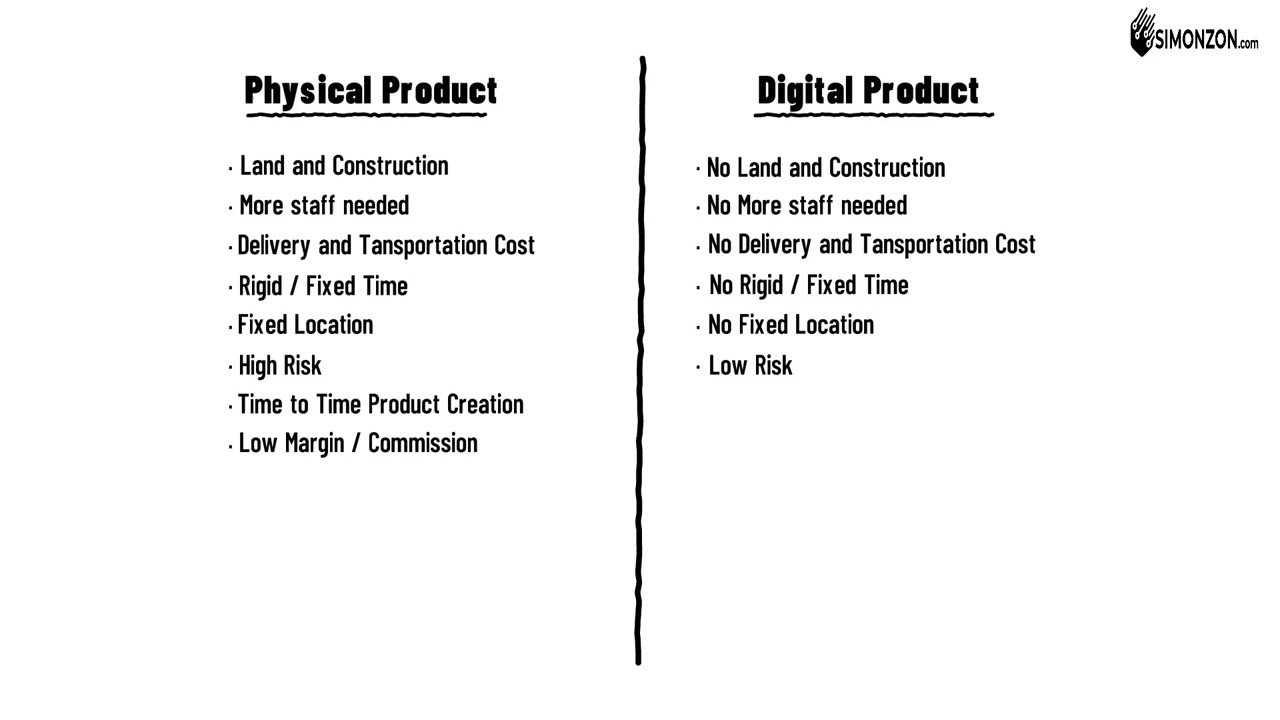 SIMONZON.com
Physical Product
· Land and Construction
· More staff needed
· Delivery and Tansportation Cost
· Rigid / Fixed Time
· Fixed Location
· High Risk
· Time to Time Product Creation
· Low Margin / Commission
Digital Product
· No Land and Construction
· No More staff needed
· No Delivery and Tansportation Cost
· No Rigid / Fixed Time
· No Fixed Location
· Low Risk